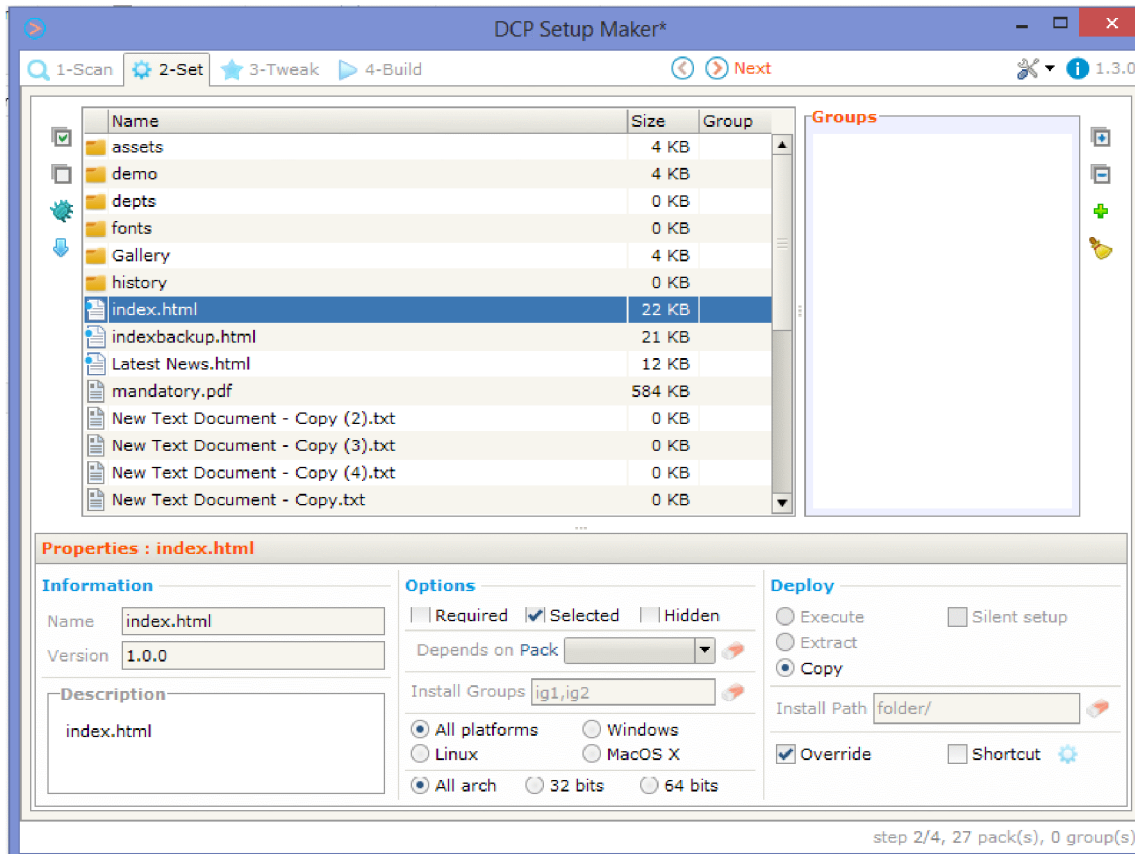 DCP Setup Maker*
1-Scan 2-Set 3-Tweak 4-Build Next 1.3.0
Name Size Group
assets 4 KB
demo 4 KB
depts 0 KB
fonts 0 KB
Gallery 4 KB
history 0 KB
index.html 22 KB
indexbackup.html 21 KB
Latest News.html 12 KB
mandatory.pdf 584 KB
New Text Document - Copy (2).txt 0 KB
New Text Document - Copy (3).txt 0 KB
New Text Document - Copy (4).txt 0 KB
New Text Document - Copy.txt 0 KB
Groups
Properties : index.html
Information
Name index.html
Version 1.0.0
Description
index.html
Options
Required Selected Hidden
Depends on Pack
Install Groups ig1,ig2
All platforms Windows
Linux MacOS X
All arch 32 bits 64 bits
Deploy
Execute Silent setup
Extract
Copy
Install Path folder/
Override Shortcut
step 2/4, 27 pack(s), 0 group(s)